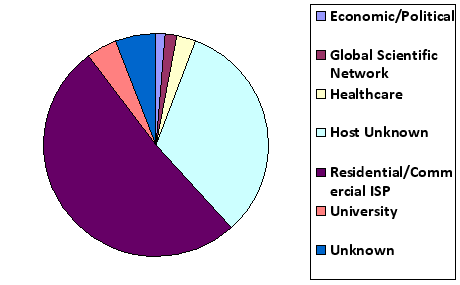 Economic/Political
Global Scientific
Network
Healthcare
Host Unknown
Residential/Comm
ercial ISP
University
Unknown